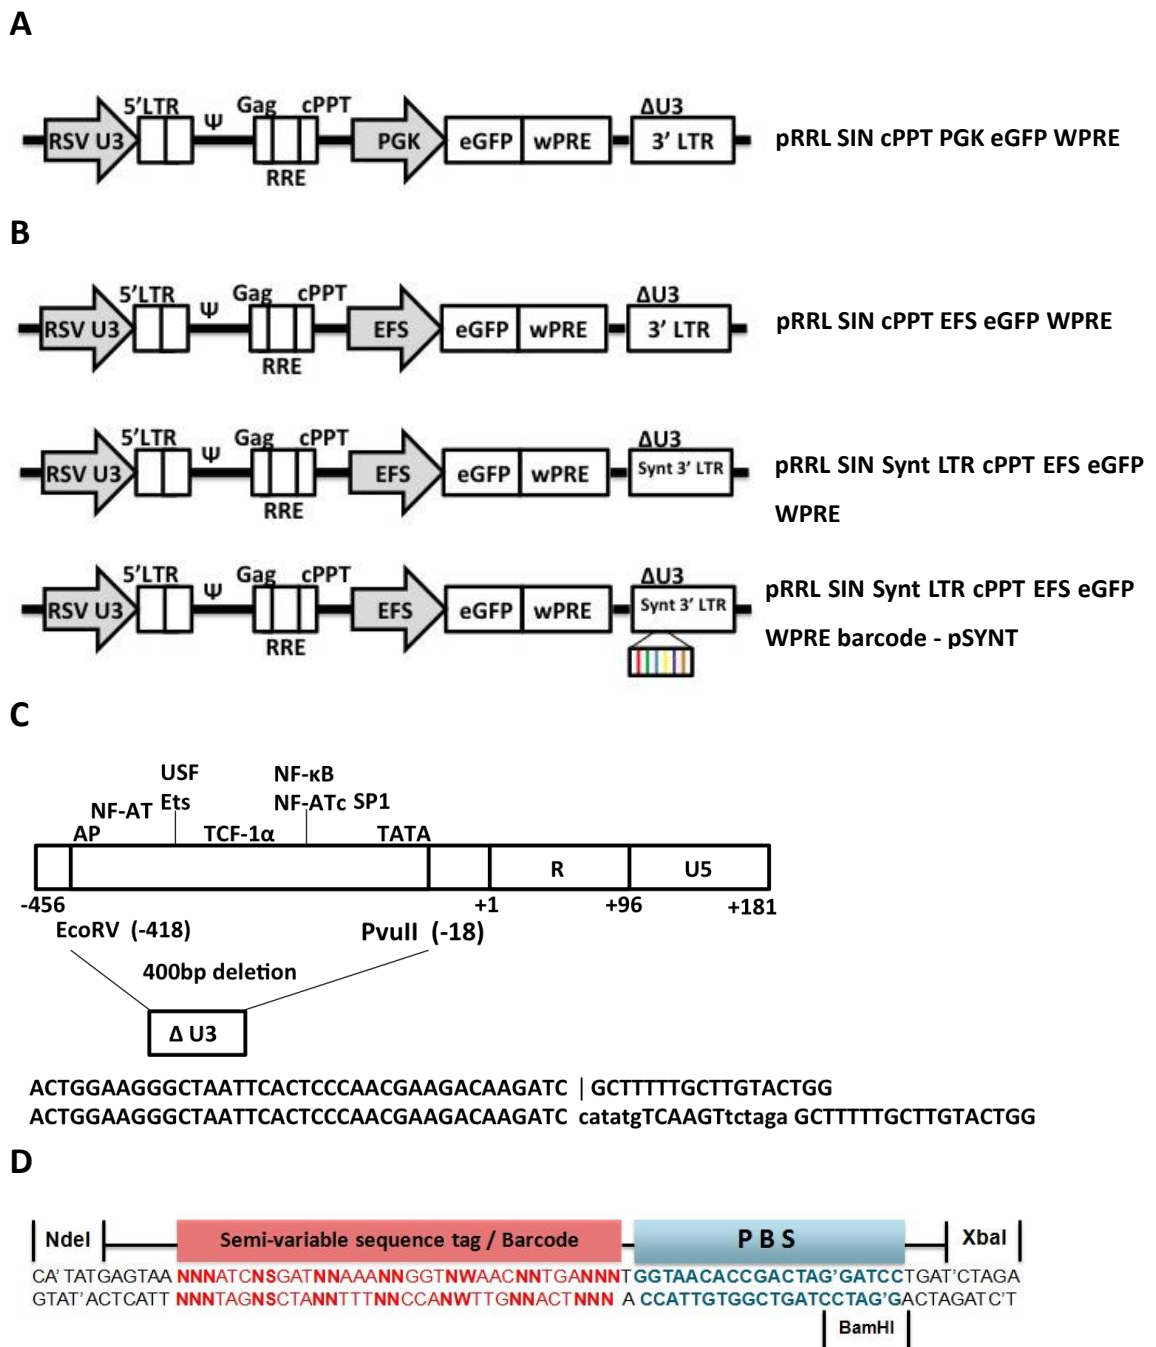 A
5'LTR Ψ Gag cPPT ΔU3
RSV U3 PGK eGFP wPRE 3' LTR pRRL SIN cPPT PGK eGFP WPRE
RRE
B
5'LTR Ψ Gag cPPT ΔU3
RSV U3 EFS eGFP wPRE 3' LTR pRRL SIN cPPT EFS eGFP WPRE
RRE
5'LTR Ψ Gag cPPT ΔU3
RSV U3 EFS eGFP wPRE Synt 3' LTR pRRL SIN Synt LTR cPPT EFS eGFP
WPRE
RRE
5'LTR Ψ Gag cPPT ΔU3
RSV U3 EFS eGFP wPRE Synt 3' LTR pRRL SIN Synt LTR cPPT EFS eGFP
WPRE barcode - pSYNT
RRE
C
USF NF-κB
NF-AT Ets NF-ATc SP1
AP TCF-1α TATA
R U5
-456 +1 +96 +181
EcoRV (-418) PvuII (-18)
400bp deletion
Δ U3
ACTGGAAGGGCTAATTCACTCCCAACGAAGACAAGATC | GCTTTTTGCTTGTACTGG
ACTGGAAGGGCTAATTCACTCCCAACGAAGACAAGATC catatgTCAAGTtctaga GCTTTTTGCTTGTACTGG
D
NdeI Semi-variable sequence tag / Barcode P B S XbaI
CA'TATGAGTAA NNNATCNSGATNNAAANNGGTNWAACNNTGANNNTGGTAACACCGACTAG'GATCCTGAT'CTAGA
GTAT'ACTCATT NNNTAGNSCTANNTTTNNCCANWTTGNNACTNNN A CCATTGTGGCTGATCCTAG'GACTAGATC'T
BamHI